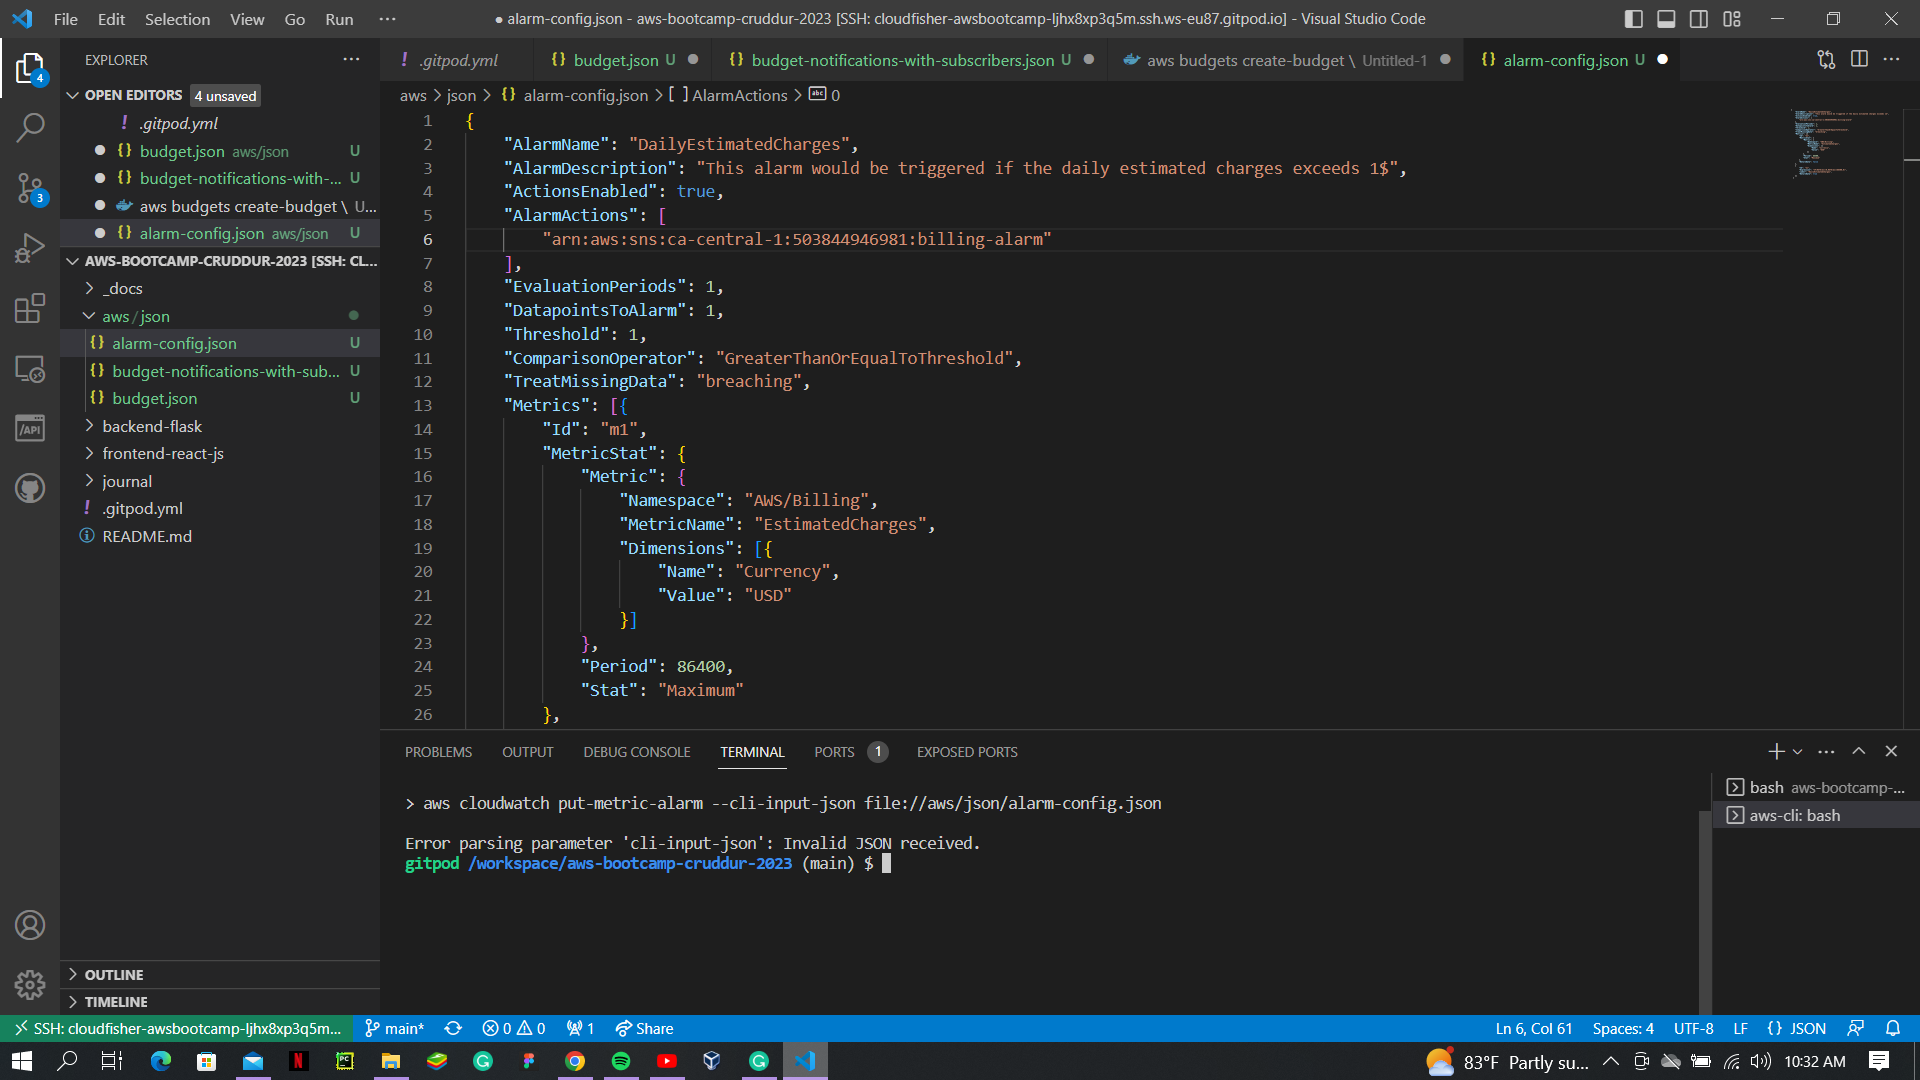 File Edit Selection View Go Run ···
● alarm-config.json - aws-bootcamp-cruddur-2023 [SSH: cloudfisher-awsbootcamp-ljhx8xp3q5m.ssh.ws-eu87.gitpod.io] - Visual Studio Code
EXPLORER
! .gitpod.yml
{} budget.json U
{} budget-notifications-with-subscribers.json U
aws budgets create-budget \ Untitled-1
{} alarm-config.json U
OPEN EDITORS 4 unsaved
! .gitpod.yml
{} budget.json aws/json U
{} budget-notifications-with-... U
aws budgets create-budget \ U...
{} alarm-config.json aws/json U
AWS-BOOTCAMP-CRUDDUR-2023 [SSH: CL...
_docs
aws / json
{} alarm-config.json U
{} budget-notifications-with-sub... U
{} budget.json U
backend-flask
frontend-react-js
journal
! .gitpod.yml
README.md
OUTLINE
TIMELINE
4
3
/API
aws > json > {} alarm-config.json > [ ] AlarmActions > abc 0
1 {
2 "AlarmName": "DailyEstimatedCharges",
3 "AlarmDescription": "This alarm would be triggered if the daily estimated charges exceeds 1$",
4 "ActionsEnabled": true,
5 "AlarmActions": [
6 "arn:aws:sns:ca-central-1:503844946981:billing-alarm"
7 ],
8 "EvaluationPeriods": 1,
9 "DatapointsToAlarm": 1,
10 "Threshold": 1,
11 "ComparisonOperator": "GreaterThanOrEqualToThreshold",
12 "TreatMissingData": "breaching",
13 "Metrics": [{
14 "Id": "m1",
15 "MetricStat": {
16 "Metric": {
17 "Namespace": "AWS/Billing",
18 "MetricName": "EstimatedCharges",
19 "Dimensions": [{
20 "Name": "Currency",
21 "Value": "USD"
22 }]
23 },
24 "Period": 86400,
25 "Stat": "Maximum"
26 },
PROBLEMS OUTPUT DEBUG CONSOLE TERMINAL PORTS 1 EXPOSED PORTS
> aws cloudwatch put-metric-alarm --cli-input-json file://aws/json/alarm-config.json
Error parsing parameter 'cli-input-json': Invalid JSON received.
gitpod /workspace/aws-bootcamp-cruddur-2023 (main) $
bash aws-bootcamp-...
aws-cli: bash
SSH: cloudfisher-awsbootcamp-ljhx8xp3q5m... main* 0 0 1 Share
Ln 6, Col 61 Spaces: 4 UTF-8 LF {} JSON
N PC G G
83°F Partly su... 10:32 AM